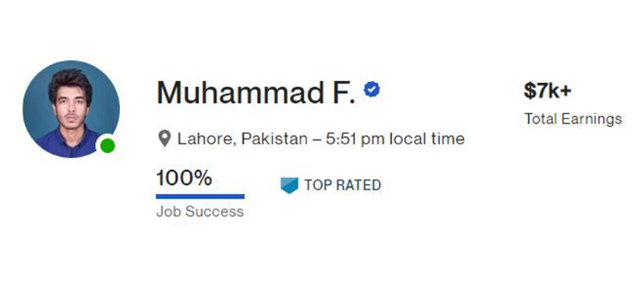 Muhammad F.
$7k+
Total Earnings
Lahore, Pakistan – 5:51 pm local time
100%
TOP RATED
Job Success